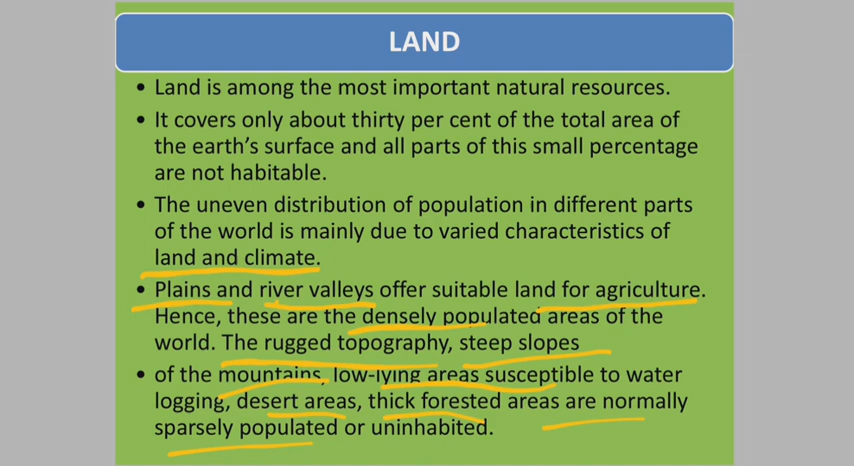 LAND
• Land is among the most important natural resources.
• It covers only about thirty per cent of the total area of
the earth’s surface and all parts of this small percentage
are not habitable.
• The uneven distribution of population in different parts
of the world is mainly due to varied characteristics of
land and climate.
• Plains and river valleys offer suitable land for agriculture.
Hence, these are the densely populated areas of the
world. The rugged topography, steep slopes
• of the mountains, low-lying areas susceptible to water
logging, desert areas, thick forested areas are normally
sparsely populated or uninhabited.